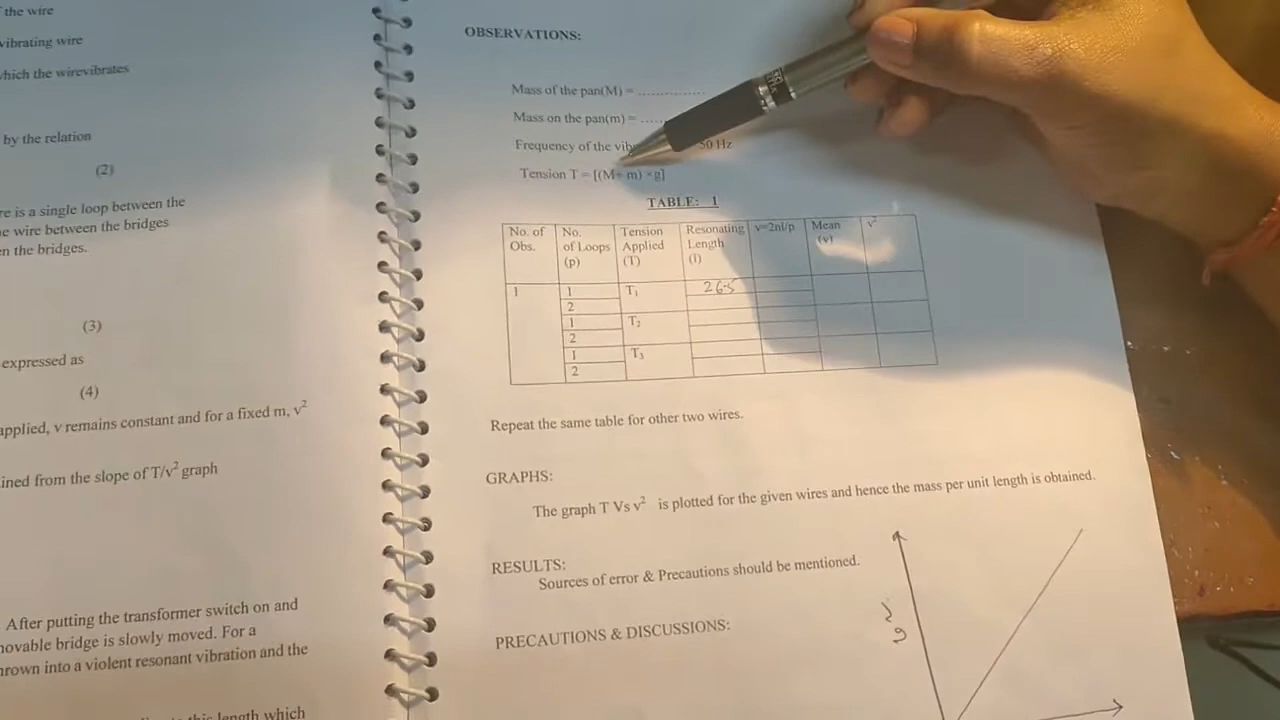 the wire
vibrating wire
which the wirevibrates
by the relation
(2)
re is a single loop between the
e wire between the bridges
en the bridges.
(3)
expressed as
(4)
applied, v remains constant and for a fixed m, v²
ined from the slope of T/v² graph
After putting the transformer switch on and
movable bridge is slowly moved. For a
hrown into a violent resonant vibration and the
this length which
OBSERVATIONS:
Mass of the pan(M) = ...............
Mass on the pan(m) = .....
Frequency of the vib 50 Hz
Tension T = [(M+ m) × g]
TABLE: 1
No. of Obs. No. of Loops (p) Tension Applied (T) Resonating Length (l) v=2nl/p Mean (v) v²
1 1 T₁ 26.5
2
1 T₂
2
1 T₃
2
Repeat the same table for other two wires.
GRAPHS:
The graph T Vs v² is plotted for the given wires and hence the mass per unit length is obtained.
RESULTS:
Sources of error & Precautions should be mentioned.
PRECAUTIONS & DISCUSSIONS: